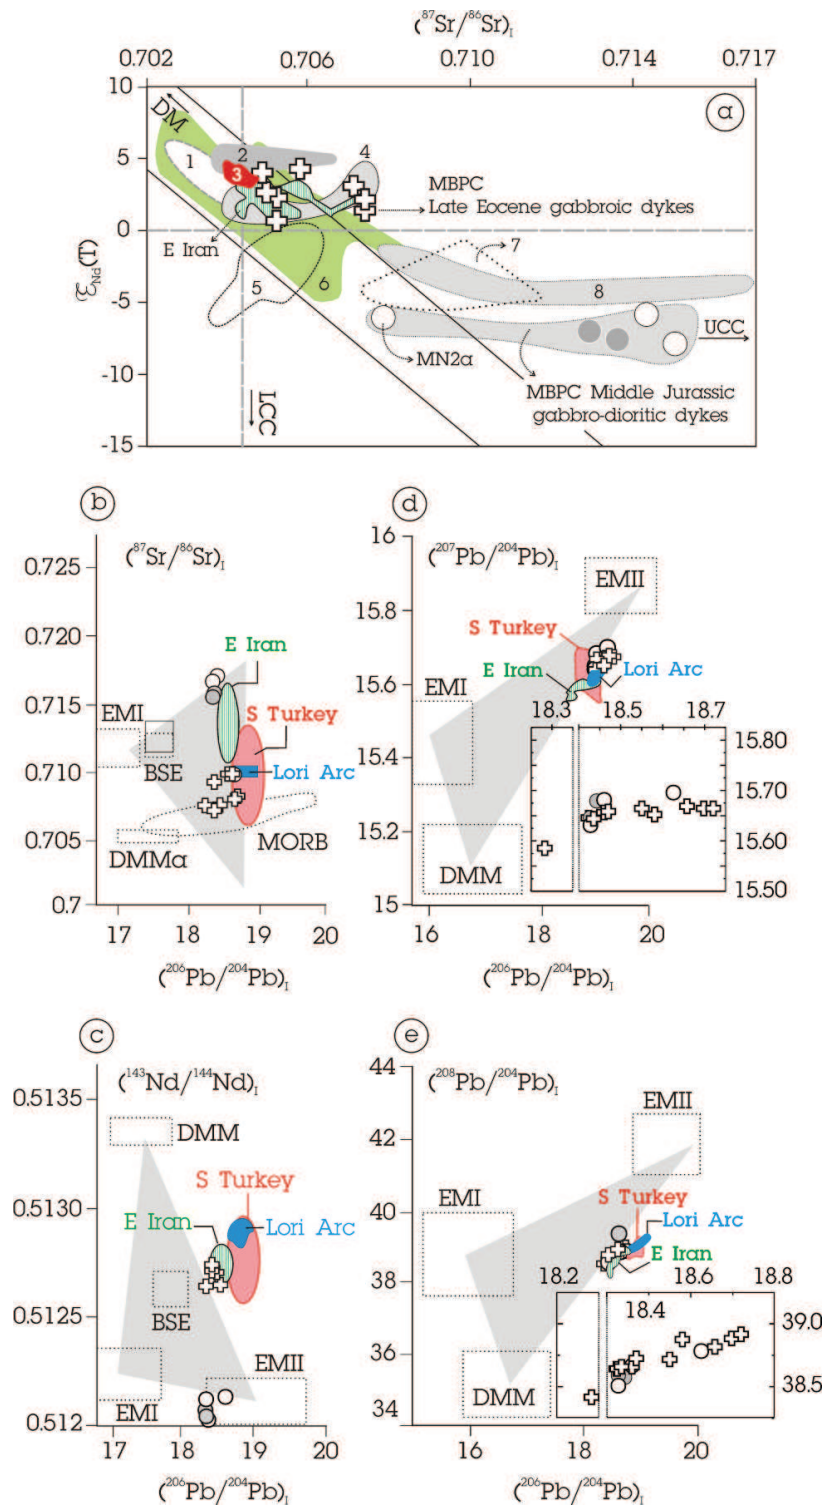 (⁸⁷Sr/⁸⁶Sr)I
0.702 0.706 0.710 0.714 0.717
10
5
0
-5
-10
-15
ƐNd(T)
a
DM
1
2
3
4
MBPC
Late Eocene gabbroic dykes
E Iran
5
6
7
8
MN2α
UCC
LCC
MBPC Middle Jurassic
gabbro-dioritic dykes
b
(⁸⁷Sr/⁸⁶Sr)I
0.725
0.720
0.715
0.710
0.705
0.7
E Iran
S Turkey
EMI
BSE
Lori Arc
DMMα
MORB
17 18 19 20
(²⁰⁶Pb/²⁰⁴Pb)I
d
(²⁰⁷Pb/²⁰⁴Pb)I
16
15.8
15.6
15.4
15.2
15
EMII
S Turkey
E Iran
Lori Arc
EMI
DMM
18.3 18.5 18.7
15.80
15.70
15.60
15.50
16 18 20
(²⁰⁶Pb/²⁰⁴Pb)I
c
(¹⁴³Nd/¹⁴⁴Nd)I
0.5135
0.5130
0.5125
0.512
DMM
S Turkey
E Iran
Lori Arc
BSE
EMII
EMI
17 18 19 20
(²⁰⁶Pb/²⁰⁴Pb)I
e
(²⁰⁸Pb/²⁰⁴Pb)I
44
42
40
38
36
34
EMII
EMI
S Turkey
Lori Arc
E Iran
DMM
18.2 18.4 18.6 18.8
39.0
38.5
16 18 20
(²⁰⁶Pb/²⁰⁴Pb)I